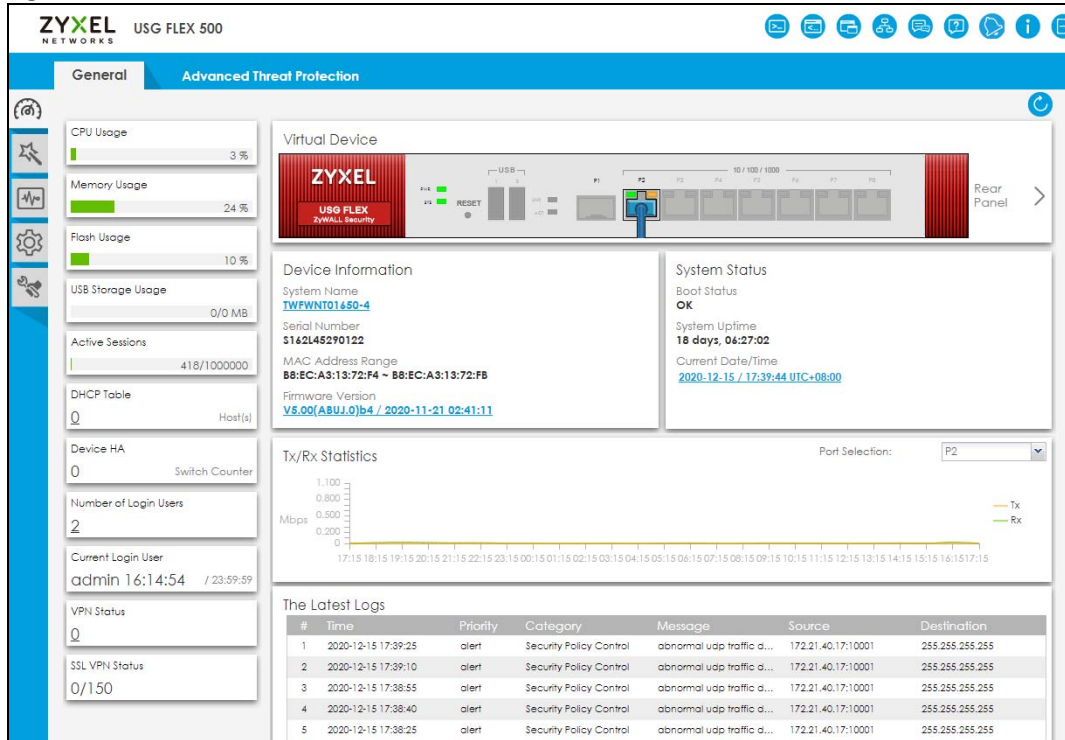 ZYXEL
NETWORKS
USG FLEX 500
General
Advanced Threat Protection
CPU Usage
3 %
Memory Usage
24 %
Flash Usage
10 %
USB Storage Usage
0/0 MB
Active Sessions
418/1000000
DHCP Table
0 Host(s)
Device HA
0 Switch Counter
Number of Login Users
2
Current Login User
admin 16:14:54 / 23:59:59
VPN Status
0
SSL VPN Status
0/150
Virtual Device
ZYXEL
USG FLEX
ZyWALL Security
RESET
USB
1 2
P1
P2
10 / 100 / 1000
P3 P4 P5 P6 P7 P8
Rear
Panel
Device Information
System Name
TWFWNT01650-4
Serial Number
S162L45290122
MAC Address Range
B8:EC:A3:13:72:F4 ~ B8:EC:A3:13:72:FB
Firmware Version
V5.00(ABUJ.0)b4 / 2020-11-21 02:41:11
System Status
Boot Status
OK
System Uptime
18 days, 06:27:02
Current Date/Time
2020-12-15 / 17:39:44 UTC+08:00
Tx/Rx Statistics
Port Selection: P2
1.100
0.800
0.500
0.200
0
Mbps
Tx
Rx
17:15 18:15 19:15 20:15 21:15 22:15 23:15 00:15 01:15 02:15 03:15 04:15 05:15 06:15 07:15 08:15 09:15 10:15 11:15 12:15 13:15 14:15 15:15 16:15 17:15
The Latest Logs
# Time Priority Category Message Source Destination
1 2020-12-15 17:39:25 alert Security Policy Control abnormal udp traffic d... 172.21.40.17:10001 255.255.255.255
2 2020-12-15 17:39:10 alert Security Policy Control abnormal udp traffic d... 172.21.40.17:10001 255.255.255.255
3 2020-12-15 17:38:55 alert Security Policy Control abnormal udp traffic d... 172.21.40.17:10001 255.255.255.255
4 2020-12-15 17:38:40 alert Security Policy Control abnormal udp traffic d... 172.21.40.17:10001 255.255.255.255
5 2020-12-15 17:38:25 alert Security Policy Control abnormal udp traffic d... 172.21.40.17:10001 255.255.255.255